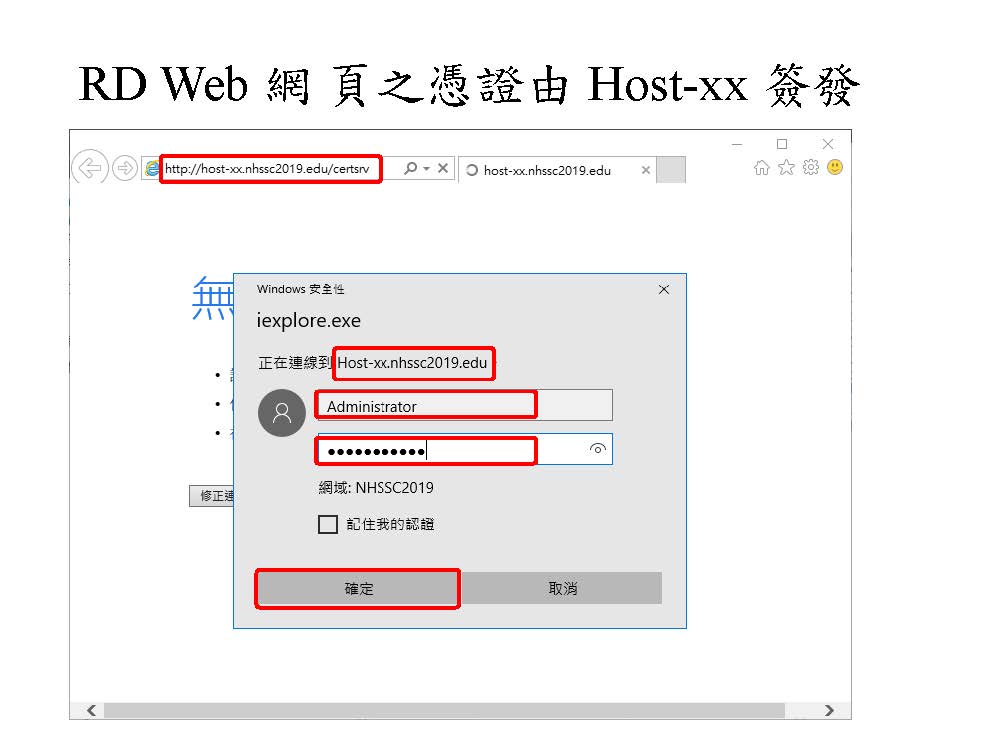 RD Web 網頁之憑證由 Host-xx 簽發
http://host-xx.nhssc2019.edu/certsrv
host-xx.nhssc2019.edu
無
Windows 安全性
iexplore.exe
正在連線到 Host-xx.nhssc2019.edu
Administrator
●●●●●●●●●●●
網域: NHSSC2019
修正連
記住我的認證
確定 取消